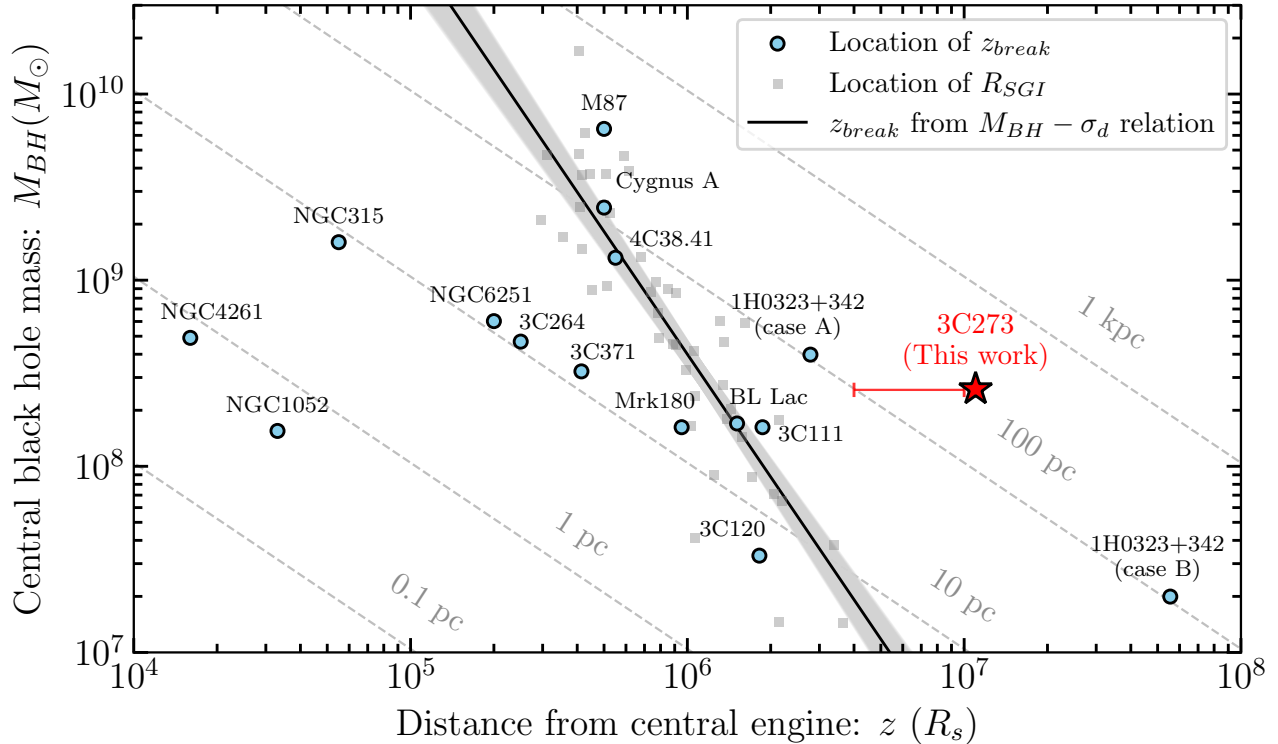 Location of z_break
Location of R_SGI
z_break from M_BH − σ_d relation
M87
Cygnus A
NGC315
4C38.41
NGC4261
NGC6251
3C264
3C371
1H0323+342
(case A)
3C273
(This work)
1 kpc
NGC1052
Mrk180
BL Lac
3C111
100 pc
3C120
1 pc
0.1 pc
10 pc
1H0323+342
(case B)
10^10
10^9
10^8
10^7
10^4
10^5
10^6
10^7
10^8
Central black hole mass: M_BH(M_⊙)
Distance from central engine: z (R_s)